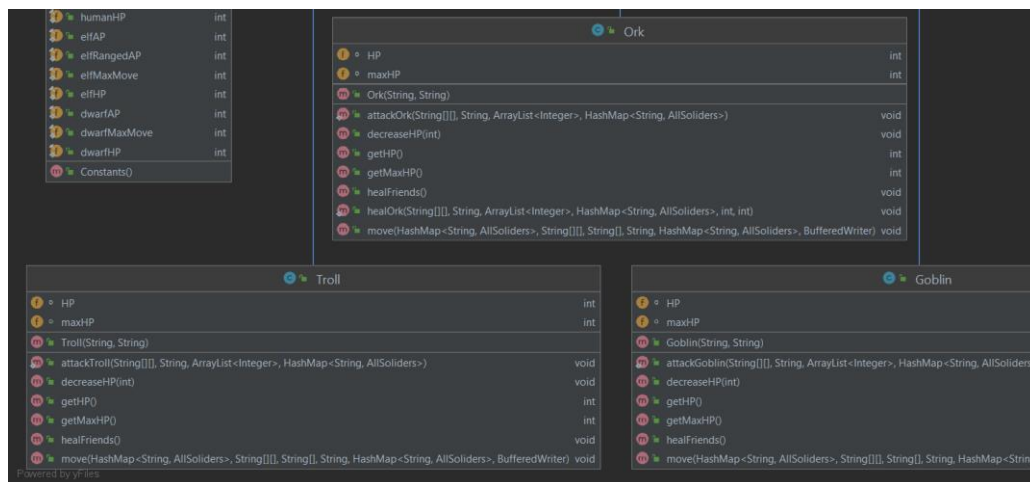 humanHP int
elfAP int
elfRangedAP int
elfMaxMove int
elfHP int
dwarfAP int
dwarfMaxMove int
dwarfHP int
Constants()
Ork
HP int
maxHP int
Ork(String, String)
attackOrk(String[][], String, ArrayList<Integer>, HashMap<String, AllSoliders>) void
decreaseHP(int) void
getHP() int
getMaxHP() int
healFriends() void
healOrk(String[][], String, ArrayList<Integer>, HashMap<String, AllSoliders>, int, int) void
move(HashMap<String, AllSoliders>, String[][], String[], String, HashMap<String, AllSoliders>, BufferedWriter) void
Troll
HP int
maxHP int
Troll(String, String)
attackTroll(String[][], String, ArrayList<Integer>, HashMap<String, AllSoliders>) void
decreaseHP(int) void
getHP() int
getMaxHP() int
healFriends() void
move(HashMap<String, AllSoliders>, String[][], String[], String, HashMap<String, AllSoliders>, BufferedWriter) void
Goblin
HP
maxHP
Goblin(String, String)
attackGoblin(String[][], String, ArrayList<Integer>, HashMap<String, AllSoliders
decreaseHP(int)
getHP()
getMaxHP()
healFriends()
move(HashMap<String, AllSoliders>, String[][], String[], String, HashMap<Strin
Powered by yFiles